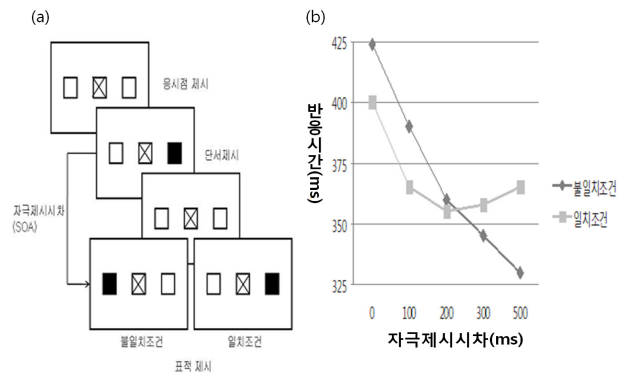 (a)
응시점 제시
단서제시
자극제시시차
(SOA)
불일치조건
일치조건
표적 제시
(b)
반응시간(ms)
425
400
375
350
325
0 100 200 300 500
자극제시시차(ms)
불일치조건
일치조건